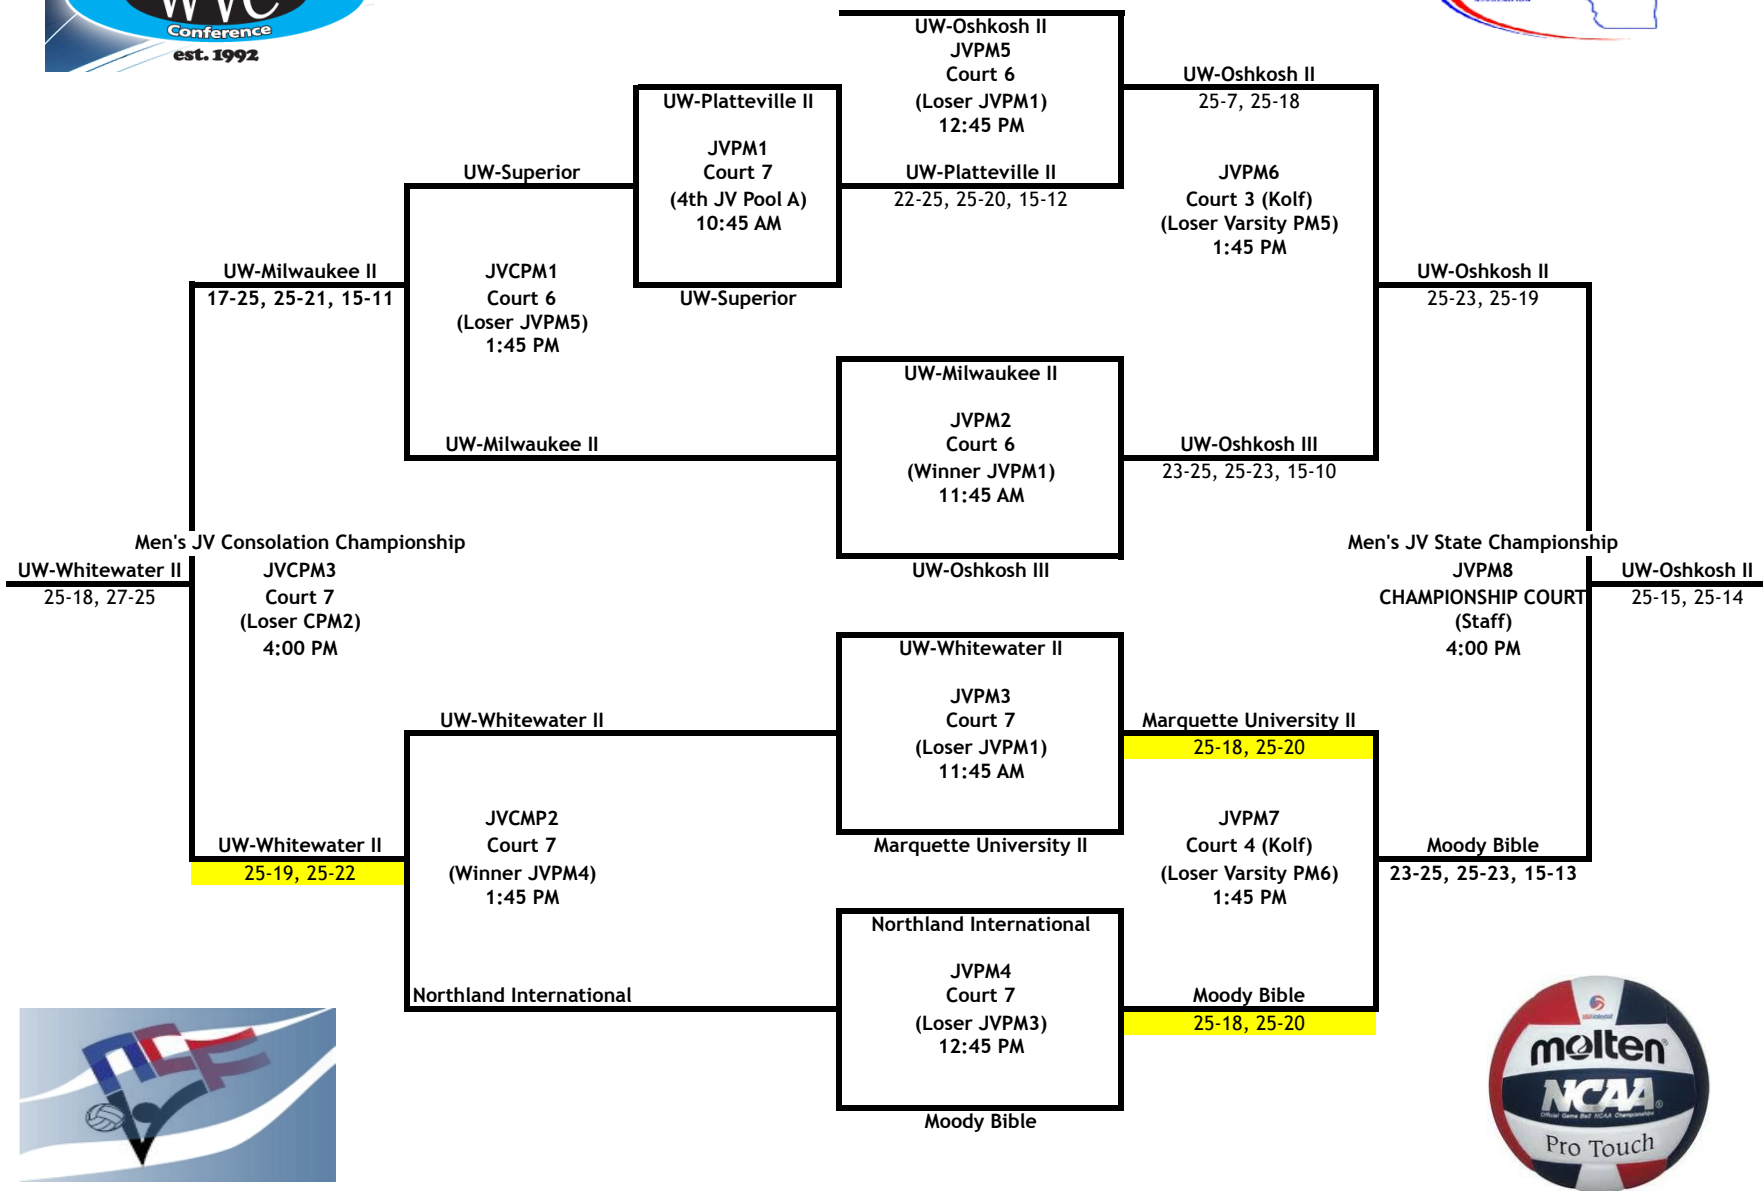 WVC
Conference
est. 1992
UW-Oshkosh II
JVPM5
Court 6
(Loser JVPM1)
12:45 PM
UW-Oshkosh II
25-7, 25-18
UW-Platteville II
JVPM1
Court 7
(4th JV Pool A)
10:45 AM
UW-Superior
UW-Superior
UW-Platteville II
22-25, 25-20, 15-12
JVPM6
Court 3 (Kolf)
(Loser Varsity PM5)
1:45 PM
UW-Milwaukee II
17-25, 25-21, 15-11
JVCPM1
Court 6
(Loser JVPM5)
1:45 PM
UW-Oshkosh II
25-23, 25-19
UW-Milwaukee II
JVPM2
Court 6
(Winner JVPM1)
11:45 AM
UW-Oshkosh III
UW-Milwaukee II
UW-Oshkosh III
23-25, 25-23, 15-10
Men's JV Consolation Championship
UW-Whitewater II
25-18, 27-25
JVCPM3
Court 7
(Loser CPM2)
4:00 PM
Men's JV State Championship
JVPM8
CHAMPIONSHIP COURT
(Staff)
4:00 PM
UW-Oshkosh II
25-15, 25-14
UW-Whitewater II
JVPM3
Court 7
(Loser JVPM1)
11:45 AM
Marquette University II
UW-Whitewater II
Marquette University II
25-18, 25-20
UW-Whitewater II
25-19, 25-22
JVCMP2
Court 7
(Winner JVPM4)
1:45 PM
JVPM7
Court 4 (Kolf)
(Loser Varsity PM6)
1:45 PM
Moody Bible
23-25, 25-23, 15-13
Northland International
JVPM4
Court 7
(Loser JVPM3)
12:45 PM
Moody Bible
Northland International
Moody Bible
25-18, 25-20
NCVF
molten
NCAA
Pro Touch